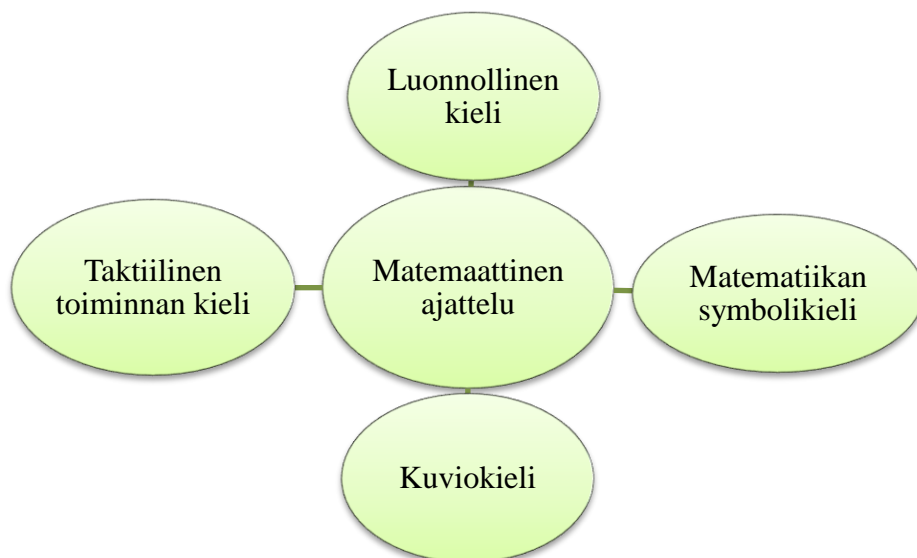 Luonnollinen
kieli
Taktiilinen
toiminnan kieli
Matemaattinen
ajattelu
Matematiikan
symbolikieli
Kuviokieli